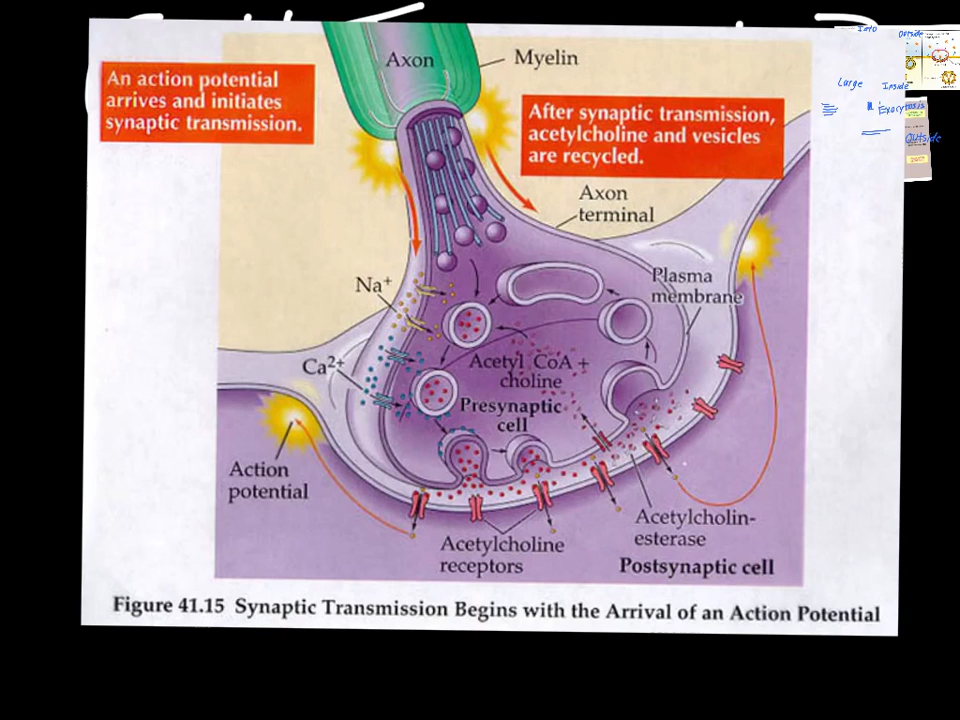 Axon
Myelin
An action potential
arrives and initiates
synaptic transmission.
After synaptic transmission,
acetylcholine and vesicles
are recycled.
Axon
terminal
Na+
Plasma
membrane
Ca2+
Acetyl CoA +
choline
Presynaptic
cell
Action
potential
Acetylcholine
receptors
Acetylcholin-
esterase
Postsynaptic cell
Figure 41.15 Synaptic Transmission Begins with the Arrival of an Action Potential
Into
Outside
Large
Inside
Exocytosis
Outside